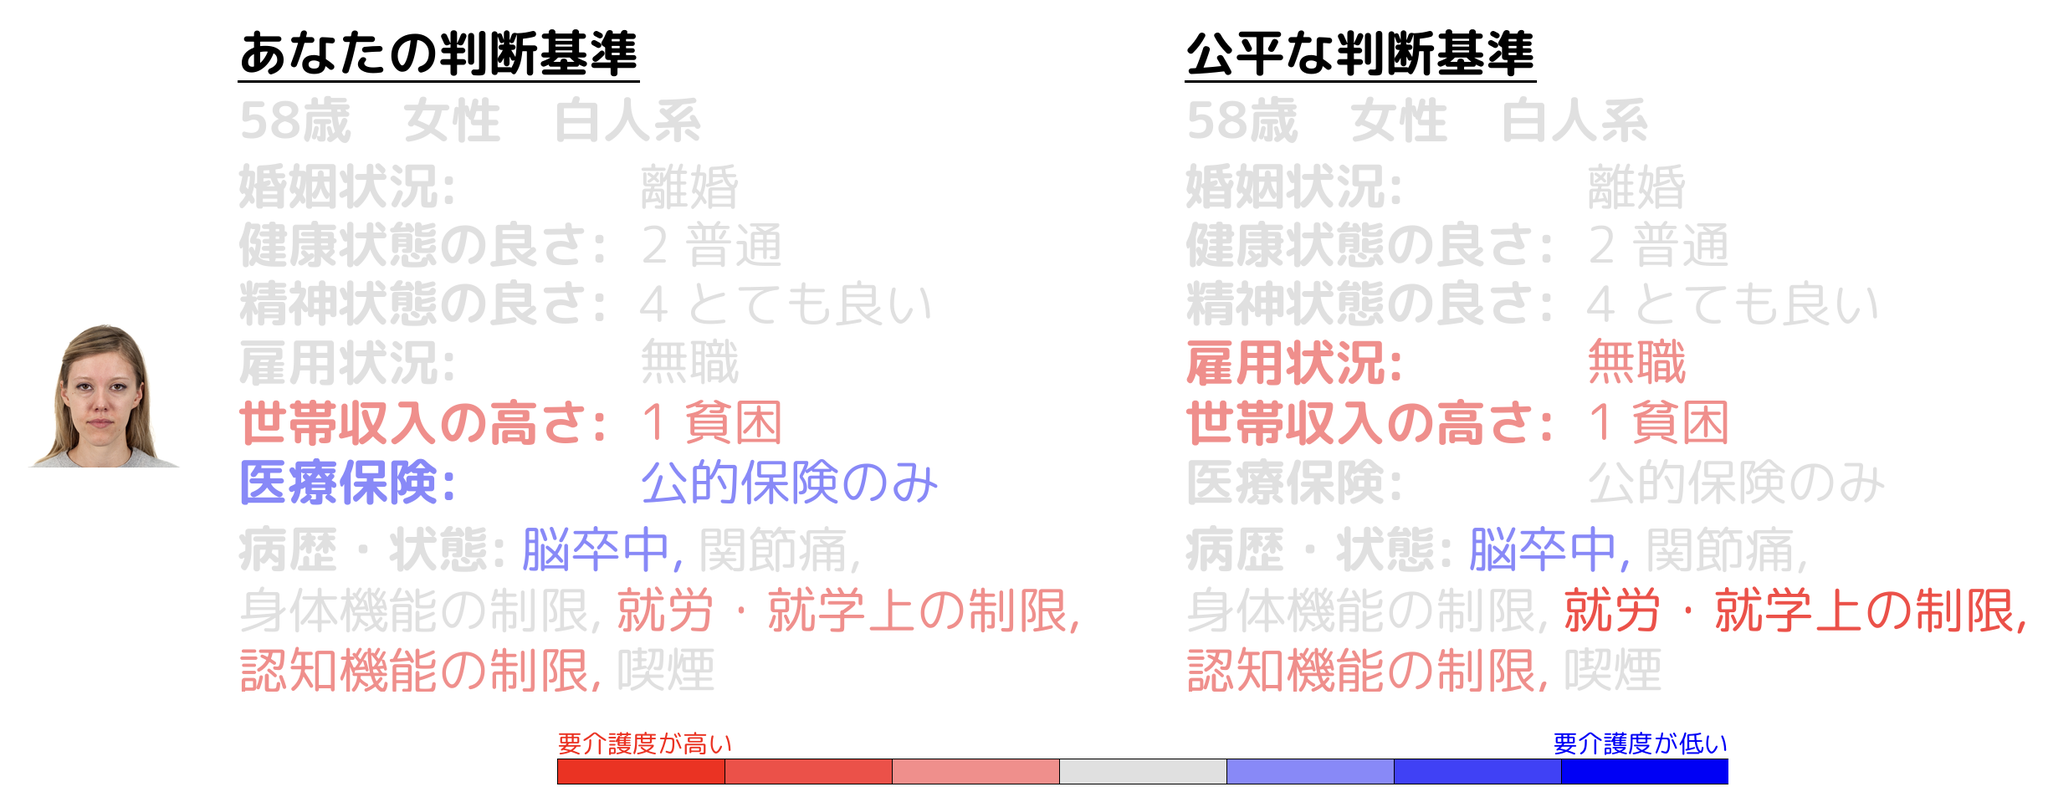 あなたの判断基準
58歳　女性　白人系
婚姻状況: 離婚
健康状態の良さ: 2 普通
精神状態の良さ: 4 とても良い
雇用状況: 無職
世帯収入の高さ: 1 貧困
医療保険: 公的保険のみ
病歴・状態: 脳卒中, 関節痛,
身体機能の制限, 就労・就学上の制限,
認知機能の制限, 喫煙
公平な判断基準
58歳　女性　白人系
婚姻状況: 離婚
健康状態の良さ: 2 普通
精神状態の良さ: 4 とても良い
雇用状況: 無職
世帯収入の高さ: 1 貧困
医療保険: 公的保険のみ
病歴・状態: 脳卒中, 関節痛,
身体機能の制限, 就労・就学上の制限,
認知機能の制限, 喫煙
要介護度が高い
要介護度が低い